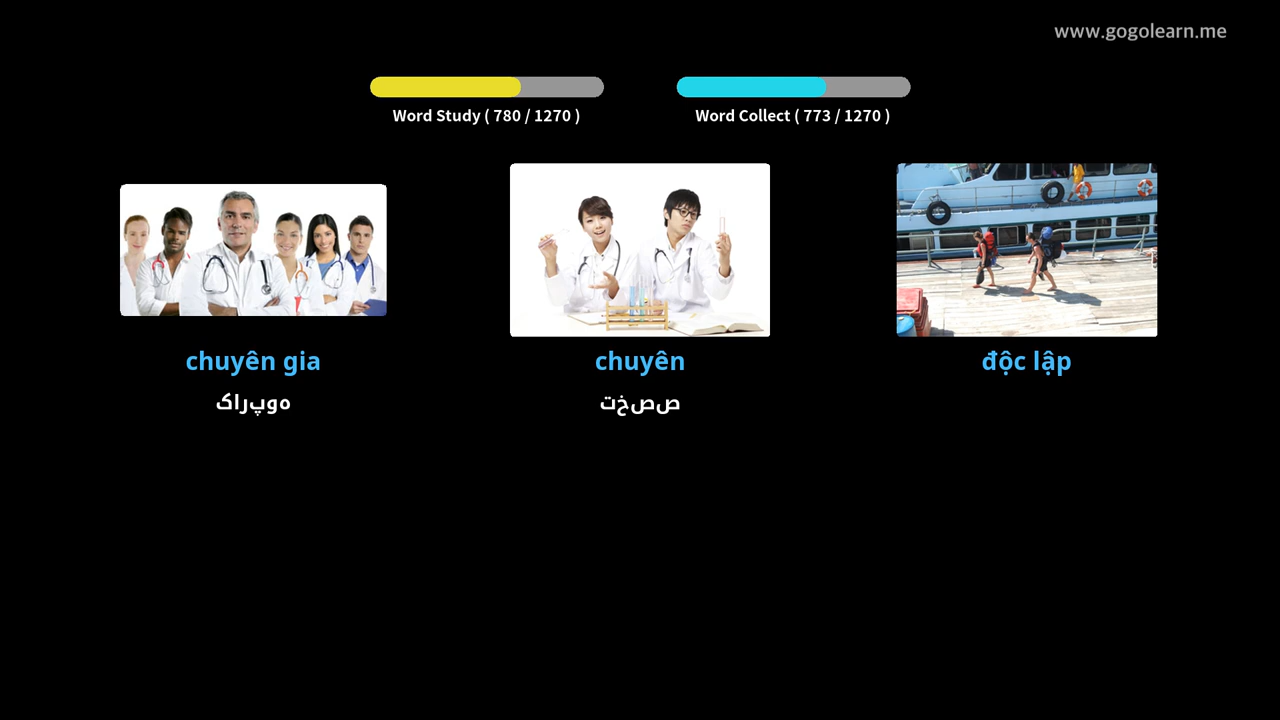 www.gogolearn.me
Word Study ( 780 / 1270 )
Word Collect ( 773 / 1270 )
chuyên gia
chuyên
độc lập
هوپراک
صصخت